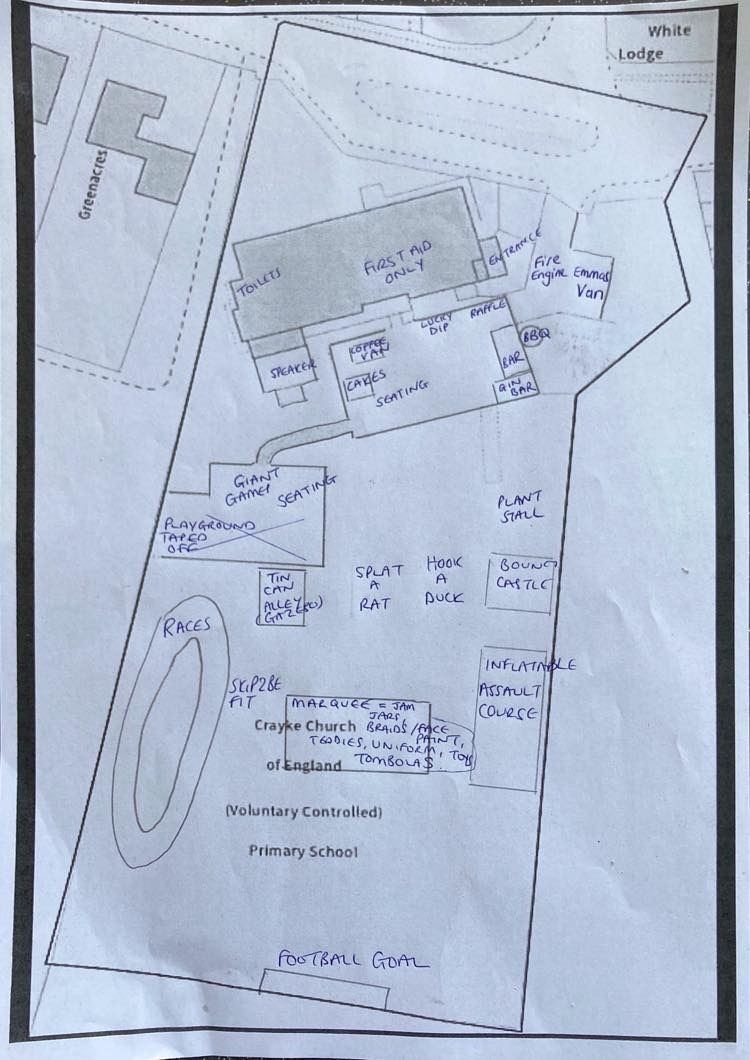 White
Lodge
Greenacres
TOILETS
FIRST AID
ONLY
ENTRANCE
Fire
Engine
Emmas
Van
LUCKY
DIP
RAFFLE
BBQ
BAR
GIN
BAR
SPEAKER
COFFEE
VAN
CAKES
SEATING
GIANT
GAMES
SEATING
PLAYGROUND
TAPED
OFF
PLANT
STALL
TIN
CAN
ALLEY
(GAZEBO)
SPLAT
A
RAT
HOOK
A
DUCK
BOUNC
CASTLE
RACES
SKIP2BE
FIT
INFLATABLE
ASSAULT
COURSE
MARQUEE = JAM
JARS,
BRAIDS/FACE
PAINT,
TEDDIES, UNIFORM, TOYS
TOMBOLAS
Crayke Church
of England
(Voluntary Controlled)
Primary School
FOOTBALL GOAL